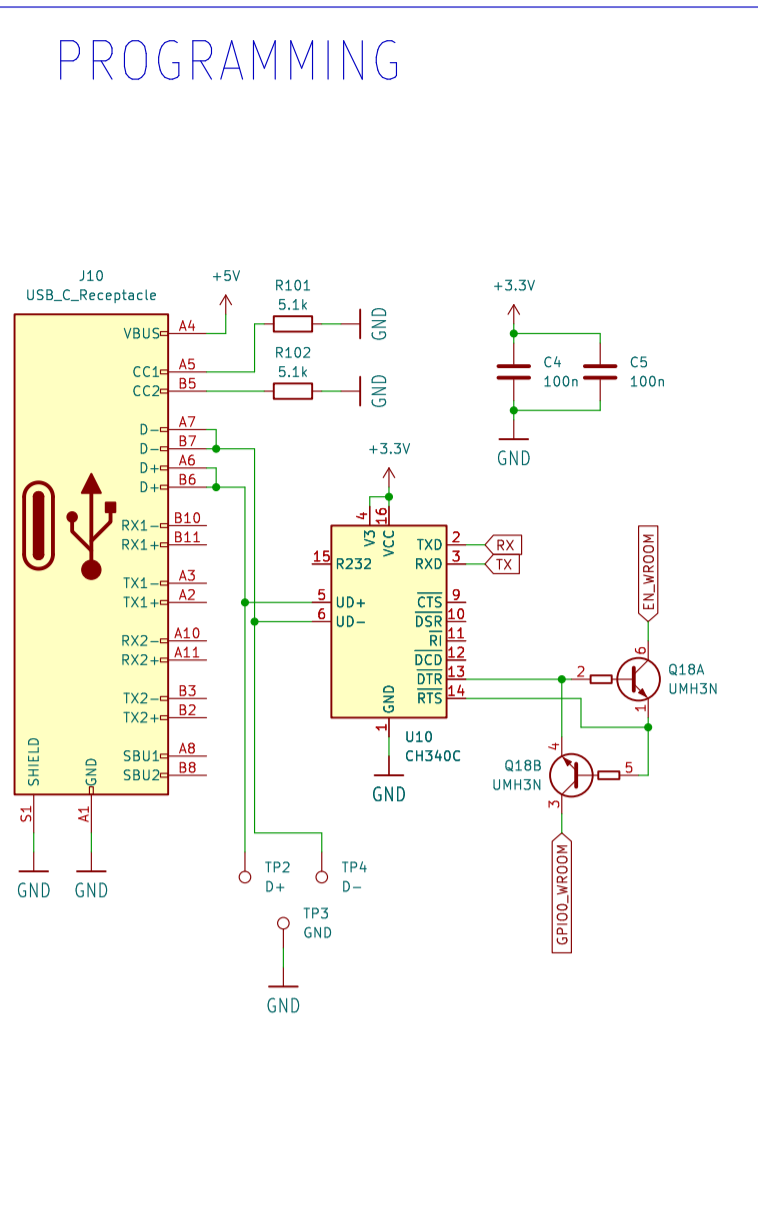 PROGRAMMING
J10
USB_C_Receptacle
+5V
VBUS A4
CC1 A5
CC2 B5
D- A7
D- B7
D+ A6
D+ B6
RX1- B10
RX1+ B11
TX1- A3
TX1+ A2
RX2- A10
RX2+ A11
TX2- B3
TX2+ B2
SBU1 A8
SBU2 B8
SHIELD
GND
S1
A1
GND
GND
R101
5.1k
GND
R102
5.1k
GND
+3.3V
C4
100n
C5
100n
GND
+3.3V
4
16
V3
VCC
15 R232
5 UD+
6 UD-
TXD 2
RXD 3
CTS 9
DSR 10
RI 11
DCD 12
DTR 13
RTS 14
GND
1
U10
CH340C
GND
RX
TX
EN_WROOM
6
2
1
Q18A
UMH3N
4
5
3
Q18B
UMH3N
GPIO0_WROOM
TP2
D+
TP4
D-
TP3
GND
GND